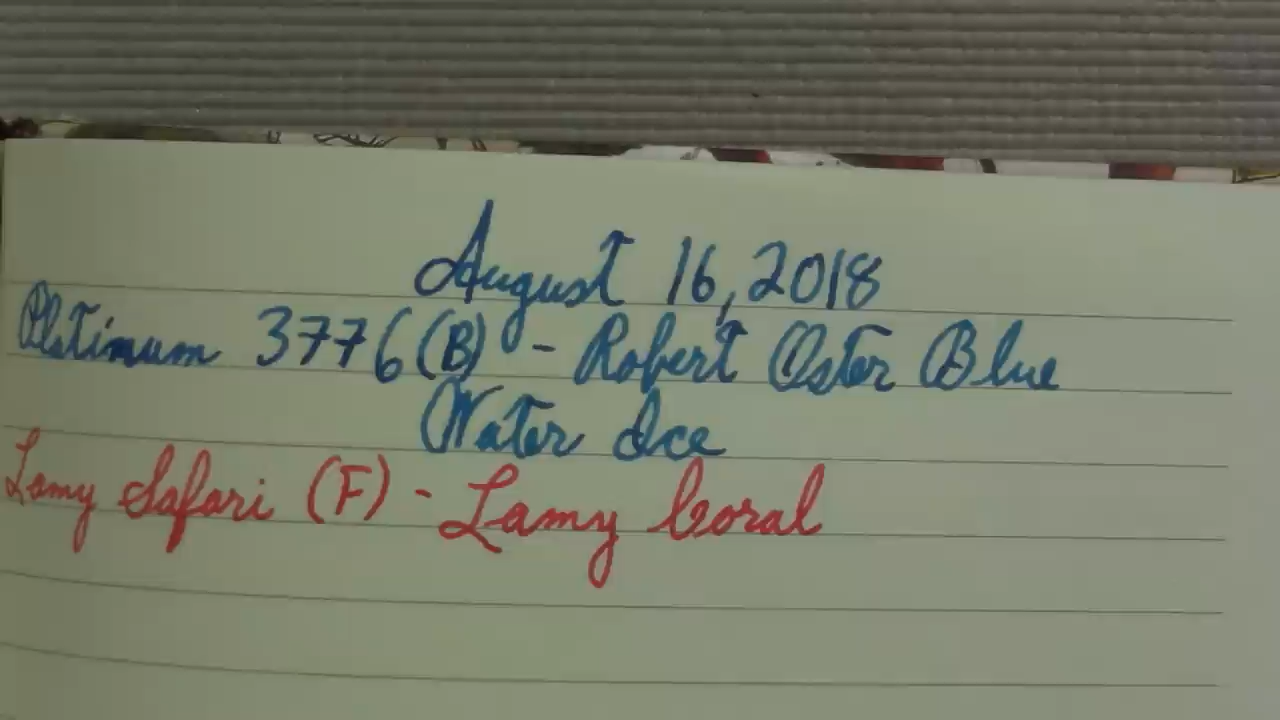 August 16, 2018
Platinum 3776 (B) - Robert Oster Blue
Water Ice
Lamy Safari (F) - Lamy Coral